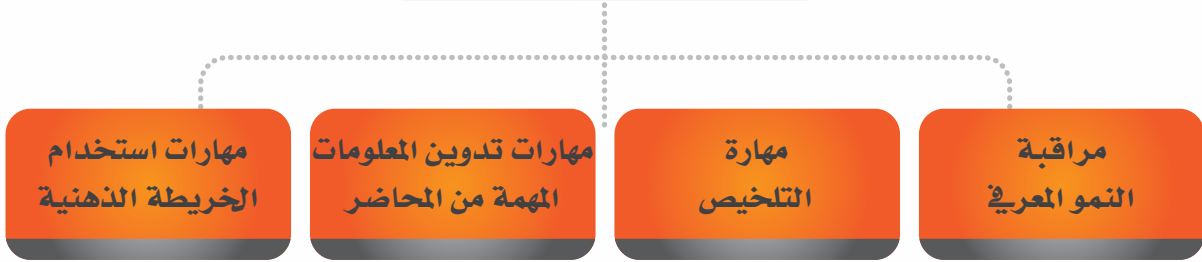 مراقبة
النمو المعرفي
مهارة
التلخيص
مهارات تدوين المعلومات
المهمة من المحاضر
مهارات استخدام
الخريطة الذهنية